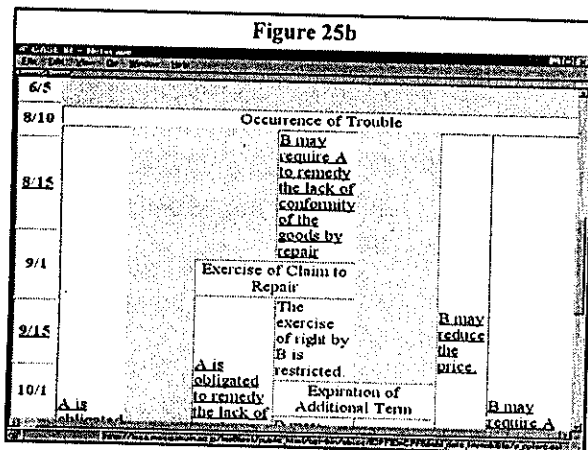 Figure 25b
6/5
8/10
Occurrence of Trouble
8/15
B may
require A
to remedy
the lack of
conformity
of the
goods by
repair
9/1
Exercise of Claim to
Repair
9/15
The
exercise
of right by
B is
restricted.
B may
reduce
the
price.
10/1
A is
obligated
to remedy
the lack of
Expiration of
Additional Term
A is
obligated
B may
require A